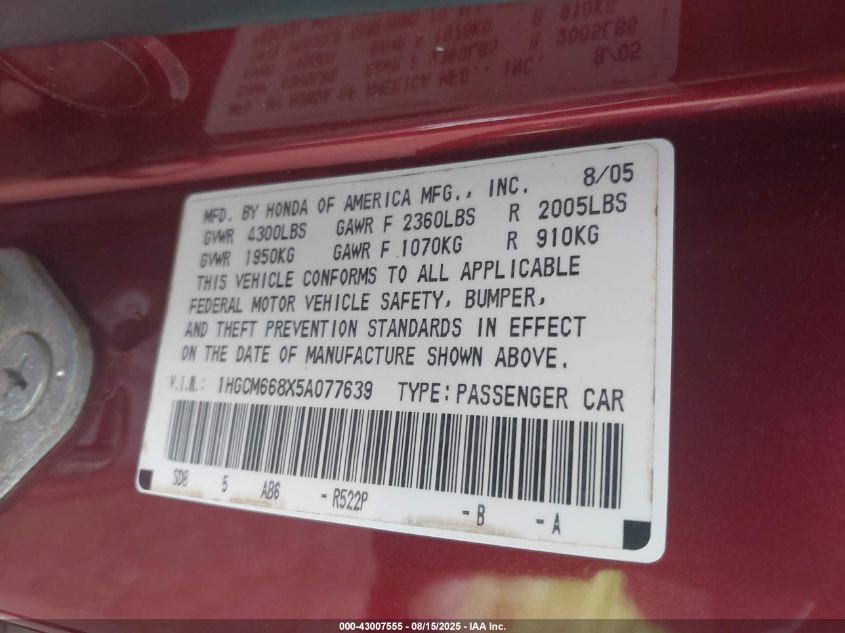 MFD. BY HONDA OF AMERICA MFG., INC. 8/05
GVWR 4300LBS GAWR F 2360LBS R 2005LBS
GVWR 1950KG GAWR F 1070KG R 910KG
THIS VEHICLE CONFORMS TO ALL APPLICABLE
FEDERAL MOTOR VEHICLE SAFETY, BUMPER,
AND THEFT PREVENTION STANDARDS IN EFFECT
ON THE DATE OF MANUFACTURE SHOWN ABOVE.
V.I.N.: 1HGCM668X5A077639 TYPE: PASSENGER CAR
SDB 5 AB6 - R522P - B - A
000-43007555 - 08/15/2025 - IAA Inc.